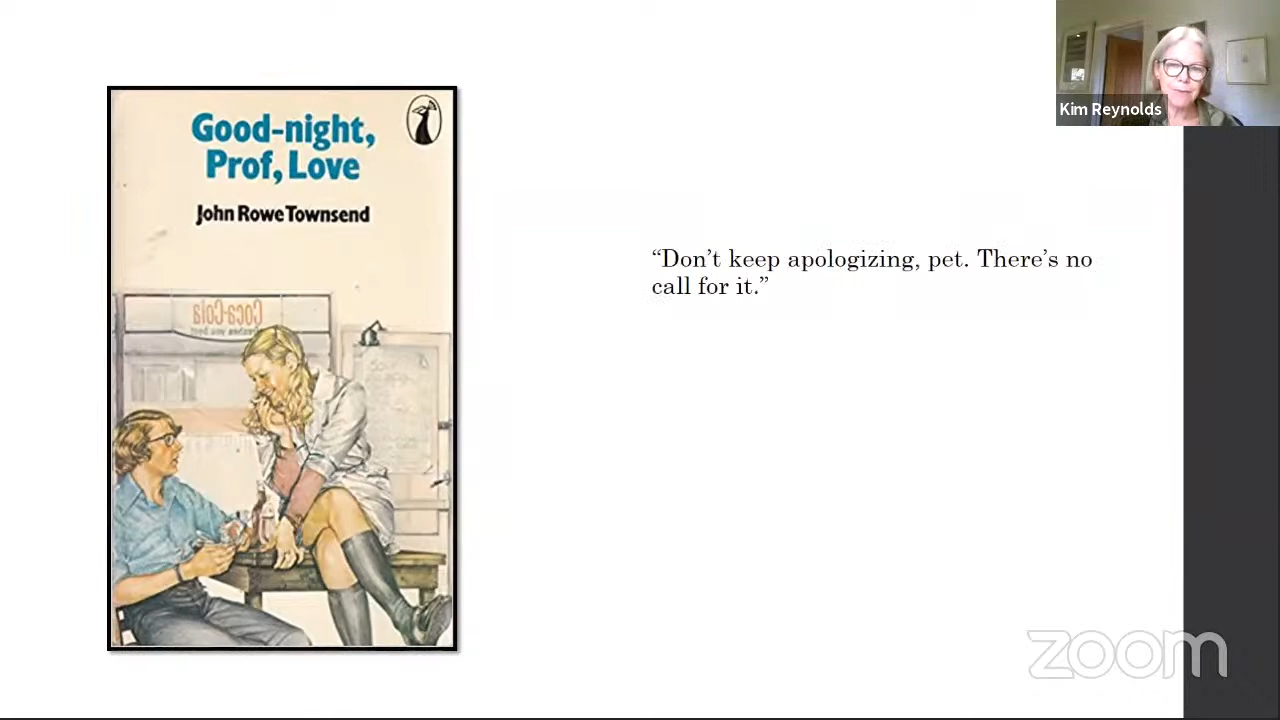 Good-night,
Prof, Love
John Rowe Townsend
Coca-Cola
“Don’t keep apologizing, pet. There’s no
call for it.”
Kim Reynolds
zoom